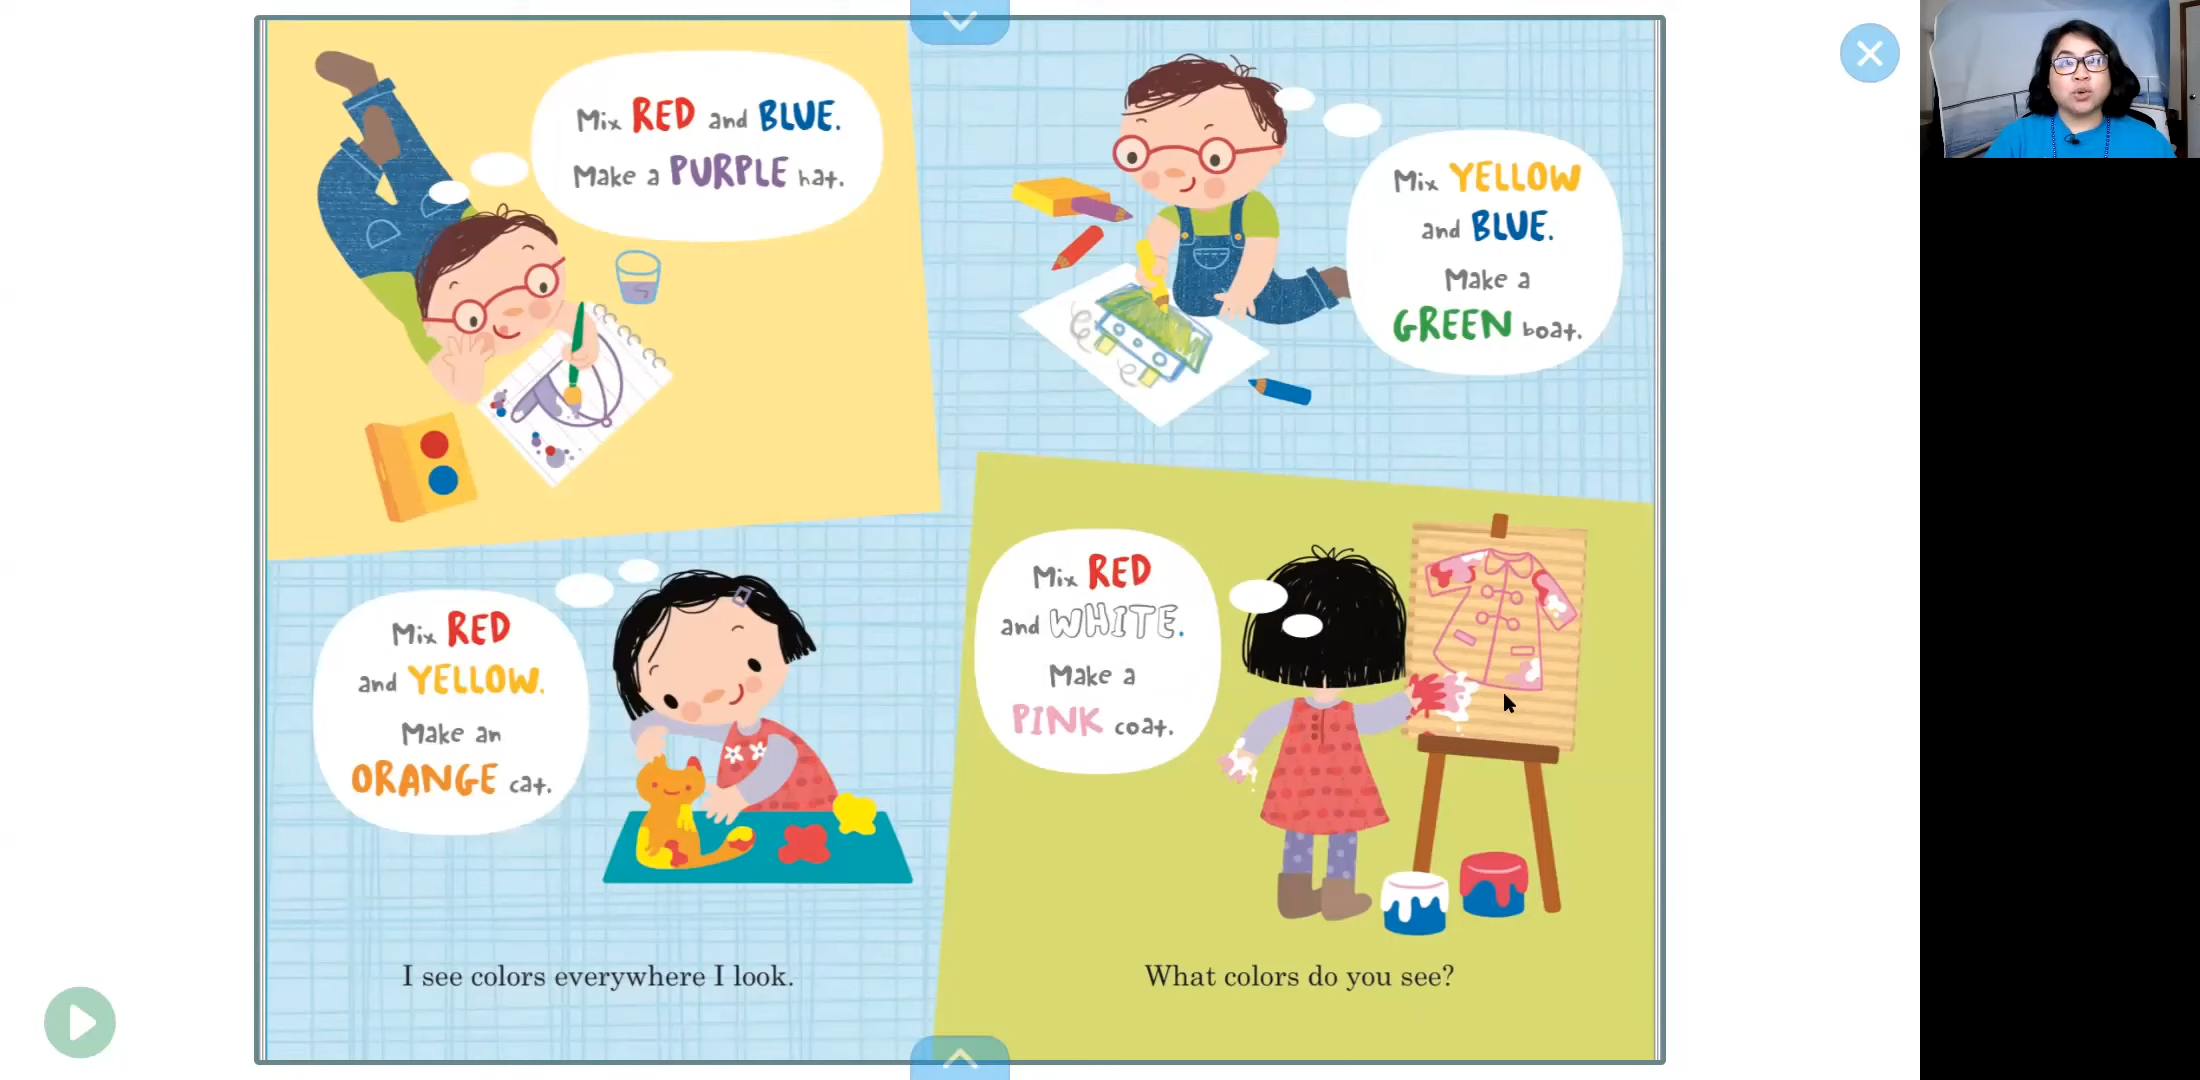 Mix RED and BLUE.
Make a PURPLE hat.
Mix YELLOW
and BLUE.
Make a
GREEN boat.
Mix RED
and YELLOW.
Make an
ORANGE cat.
Mix RED
and WHITE.
Make a
PINK coat.
I see colors everywhere I look.
What colors do you see?